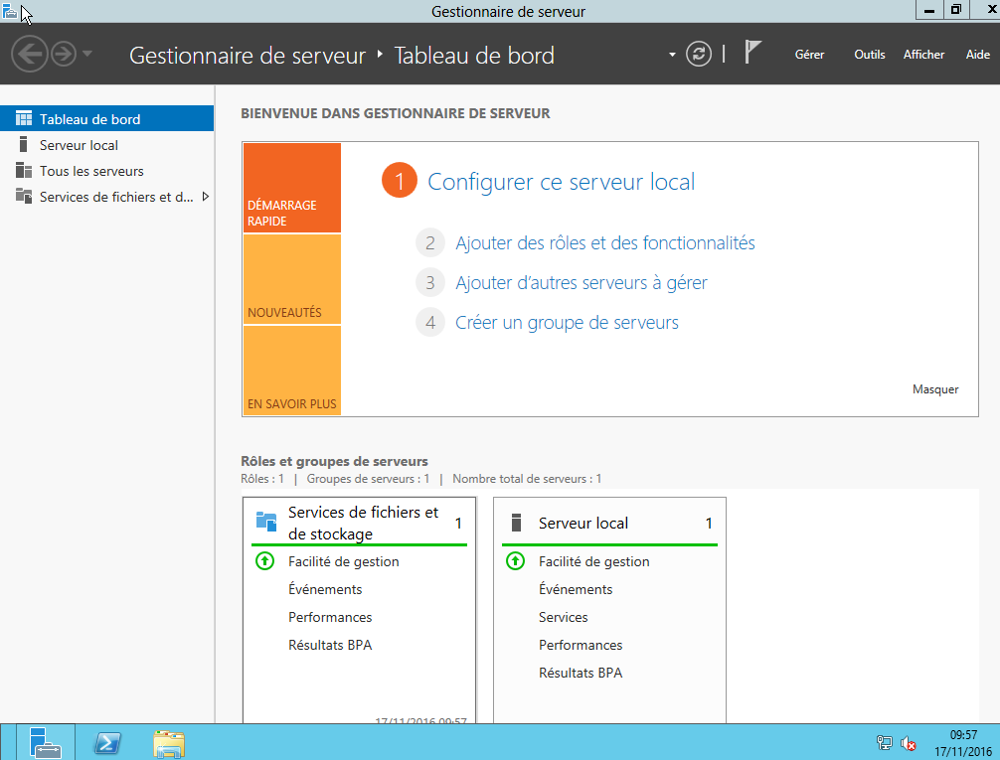 Gestionnaire de serveur
Gestionnaire de serveur ‣ Tableau de bord
Gérer Outils Afficher Aide
Tableau de bord
Serveur local
Tous les serveurs
Services de fichiers et d...
BIENVENUE DANS GESTIONNAIRE DE SERVEUR
DÉMARRAGE
RAPIDE
NOUVEAUTÉS
EN SAVOIR PLUS
1 Configurer ce serveur local
2 Ajouter des rôles et des fonctionnalités
3 Ajouter d'autres serveurs à gérer
4 Créer un groupe de serveurs
Masquer
Rôles et groupes de serveurs
Rôles : 1 | Groupes de serveurs : 1 | Nombre total de serveurs : 1
Services de fichiers et
de stockage 1
Facilité de gestion
Événements
Performances
Résultats BPA
17/11/2016 09:57
Serveur local 1
Facilité de gestion
Événements
Services
Performances
Résultats BPA
09:57
17/11/2016